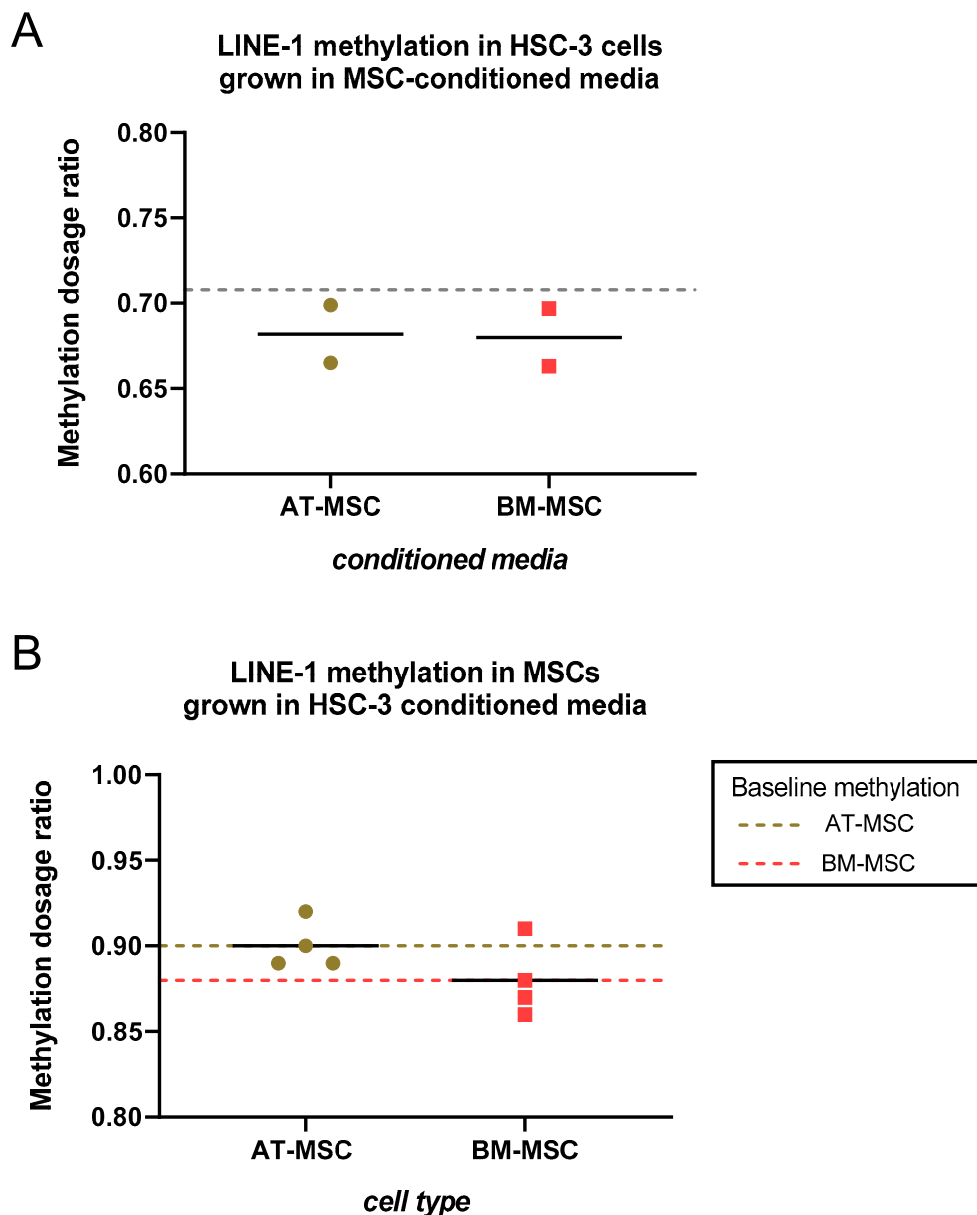 A
LINE-1 methylation in HSC-3 cells
grown in MSC-conditioned media
Methylation dosage ratio
0.80
0.75
0.70
0.65
0.60
AT-MSC BM-MSC
conditioned media
B
LINE-1 methylation in MSCs
grown in HSC-3 conditioned media
Methylation dosage ratio
1.00
0.95
0.90
0.85
0.80
AT-MSC BM-MSC
cell type
Baseline methylation
AT-MSC
BM-MSC